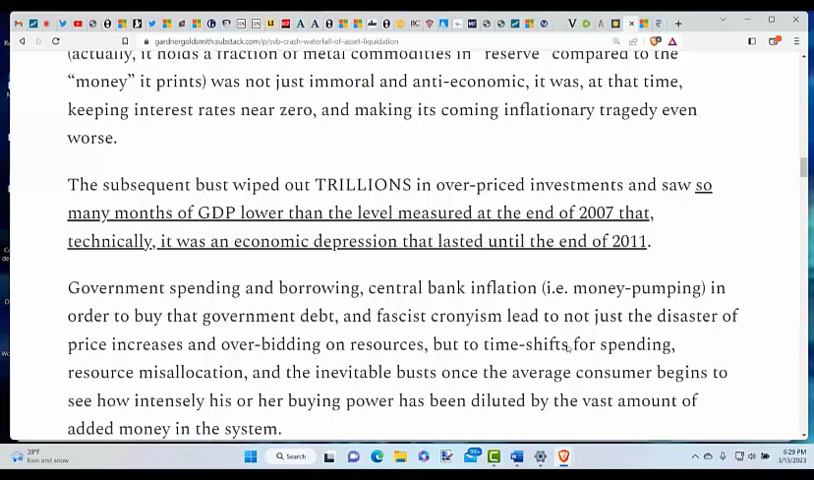 gardnergoldsmith.substack.com/p/svb-crash-waterfall-of-asset-liquidation
(actually, it holds a fraction of metal commodities in "reserve" compared to the
“money” it prints) was not just immoral and anti-economic, it was, at that time,
keeping interest rates near zero, and making its coming inflationary tragedy even
worse.
The subsequent bust wiped out TRILLIONS in over-priced investments and saw so
many months of GDP lower than the level measured at the end of 2007 that,
technically, it was an economic depression that lasted until the end of 2011.
Government spending and borrowing, central bank inflation (i.e. money-pumping) in
order to buy that government debt, and fascist cronyism lead to not just the disaster of
price increases and over-bidding on resources, but to time-shifts for spending,
resource misallocation, and the inevitable busts once the average consumer begins to
see how intensely his or her buying power has been diluted by the vast amount of
added money in the system.
39°F
Rain and snow
Search
99+
6:29 PM
3/13/2023